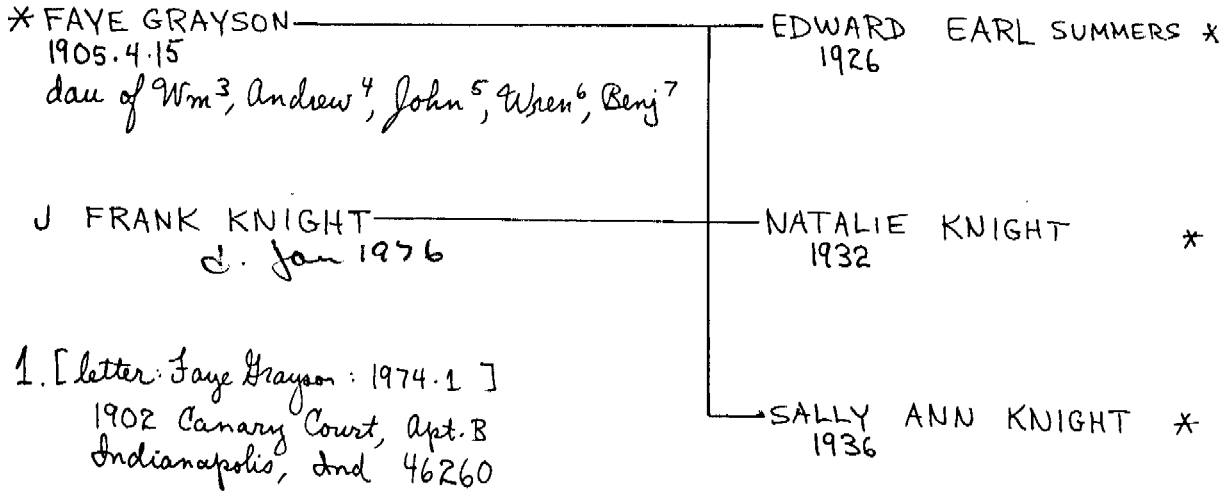 * FAYE GRAYSON
1905.4.15
dau of Wm³, Andrew⁴, John⁵, Wren⁶, Benj⁷
EDWARD EARL SUMMERS *
1926
J FRANK KNIGHT
d. Jan 1976
NATALIE KNIGHT *
1932
1. [letter: Faye Grayson: 1974.1]
1902 Canary Court, Apt. B
Indianapolis, Ind 46260
SALLY ANN KNIGHT *
1936